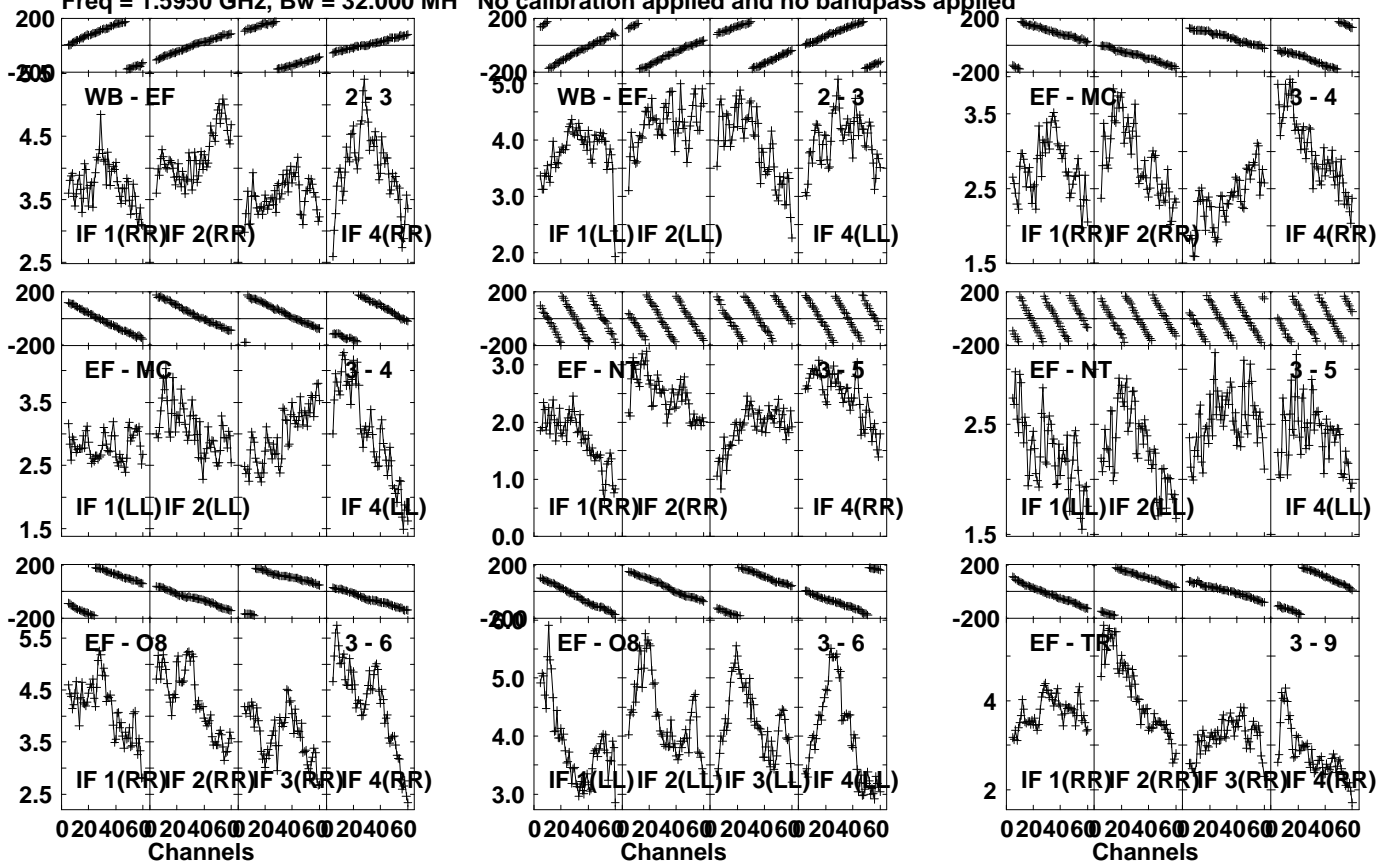 Freq = 1.5950 GHz, Bw = 32.000 MH No calibration applied and no bandpass applied
200
-200
5.5
4.5
3.5
2.5
WB - EF 2 - 3
IF 1(RR) IF 2(RR) IF 4(RR)
200
-200
5.0
4.0
3.0
2.0
WB - EF 2 - 3
IF 1(LL) IF 2(LL) IF 4(LL)
200
-200
3.5
2.5
1.5
EF - MC 3 - 4
IF 1(RR) IF 2(RR) IF 4(RR)
200
-200
3.5
2.5
1.5
EF - MC 3 - 4
IF 1(LL) IF 2(LL) IF 4(LL)
200
-200
3.0
2.0
1.0
0.0
EF - NT 3 - 5
IF 1(RR) IF 2(RR) IF 4(RR)
200
-200
2.5
1.5
EF - NT 3 - 5
IF 1(LL) IF 2(LL) IF 4(LL)
200
-200
5.5
4.5
3.5
2.5
EF - O8 3 - 6
IF 1(RR) IF 2(RR) IF 3(RR) IF 4(RR)
0 20 40 60 0 20 40 60 0 20 40 60 0 20 40 60
Channels
200
-200
6.0
5.0
4.0
3.0
EF - O8 3 - 6
IF 1(LL) IF 2(LL) IF 3(LL) IF 4(LL)
0 20 40 60 0 20 40 60 0 20 40 60 0 20 40 60
Channels
200
-200
4
2
EF - TR 3 - 9
IF 1(RR) IF 2(RR) IF 3(RR) IF 4(RR)
0 20 40 60 0 20 40 60 0 20 40 60 0 20 40 60
Channels